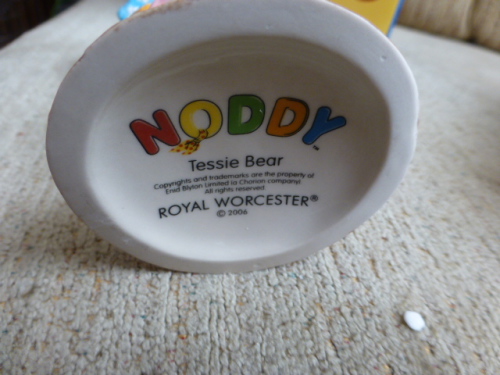 NODDY™
Tessie Bear
Copyrights and trademarks are the property of
Enid Blyton Limited (a Chorion company)
All rights reserved
ROYAL WORCESTER®
© 2006